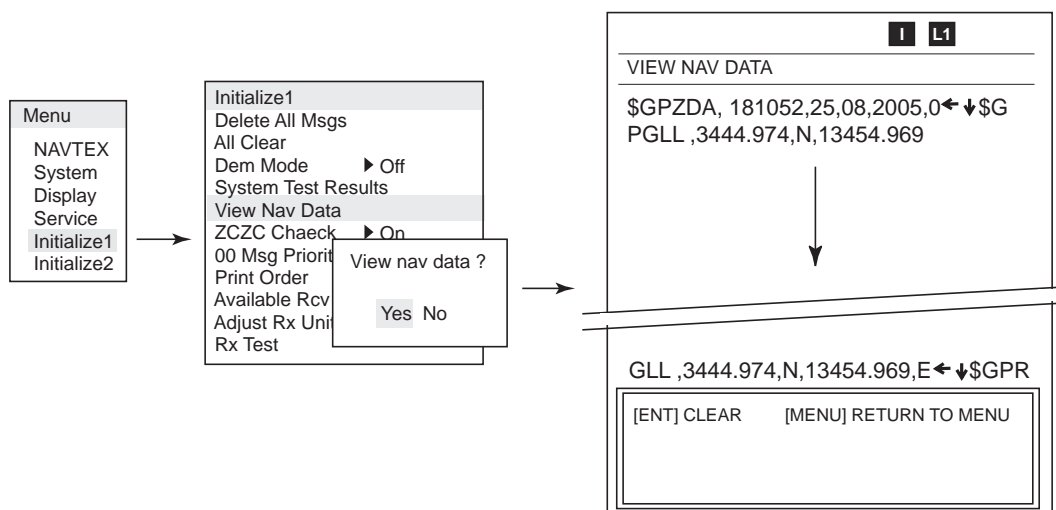 Menu
NAVTEX
System
Display
Service
Initialize1
Initialize2
Initialize1
Delete All Msgs
All Clear
Dem Mode ▶ Off
System Test Results
View Nav Data
ZCZC Chaeck ▶ On
00 Msg Priorit
Print Order
Available Rcv
Adjust Rx Unit
Rx Test
View nav data ?
Yes No
I L1
VIEW NAV DATA
$GPZDA, 181052,25,08,2005,0←↓$G
PGLL ,3444.974,N,13454.969
GLL ,3444.974,N,13454.969,E←↓$GPR
[ENT] CLEAR [MENU] RETURN TO MENU